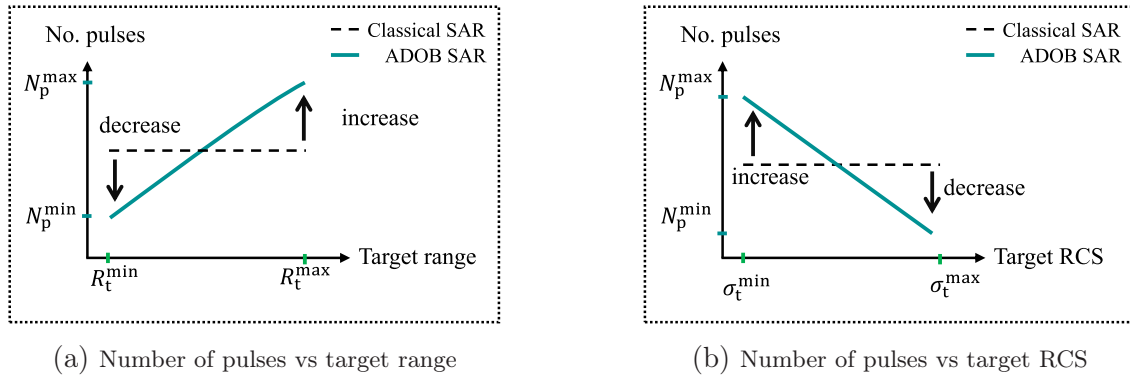 No. pulses
Classical SAR
ADOB SAR
N_p^max
decrease
increase
N_p^min
Target range
R_t^min
R_t^max
(a) Number of pulses vs target range
No. pulses
Classical SAR
ADOB SAR
N_p^max
increase
decrease
N_p^min
Target RCS
σ_t^min
σ_t^max
(b) Number of pulses vs target RCS